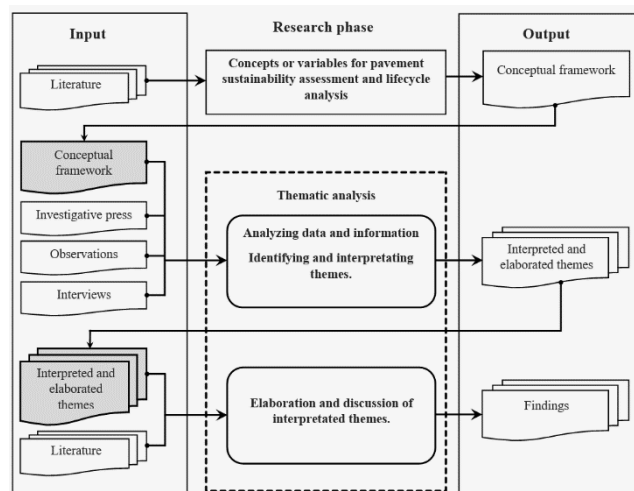 Input
Research phase
Output
Literature
Concepts or variables for pavement
sustainability assessment and lifecycle
analysis
Conceptual framework
Conceptual
framework
Investigative press
Observations
Interviews
Thematic analysis
Analyzing data and information
Identifying and interpretating
themes.
Interpreted and
elaborated themes
Interpreted and
elaborated
themes
Literature
Elaboration and discussion of
interpretated themes.
Findings